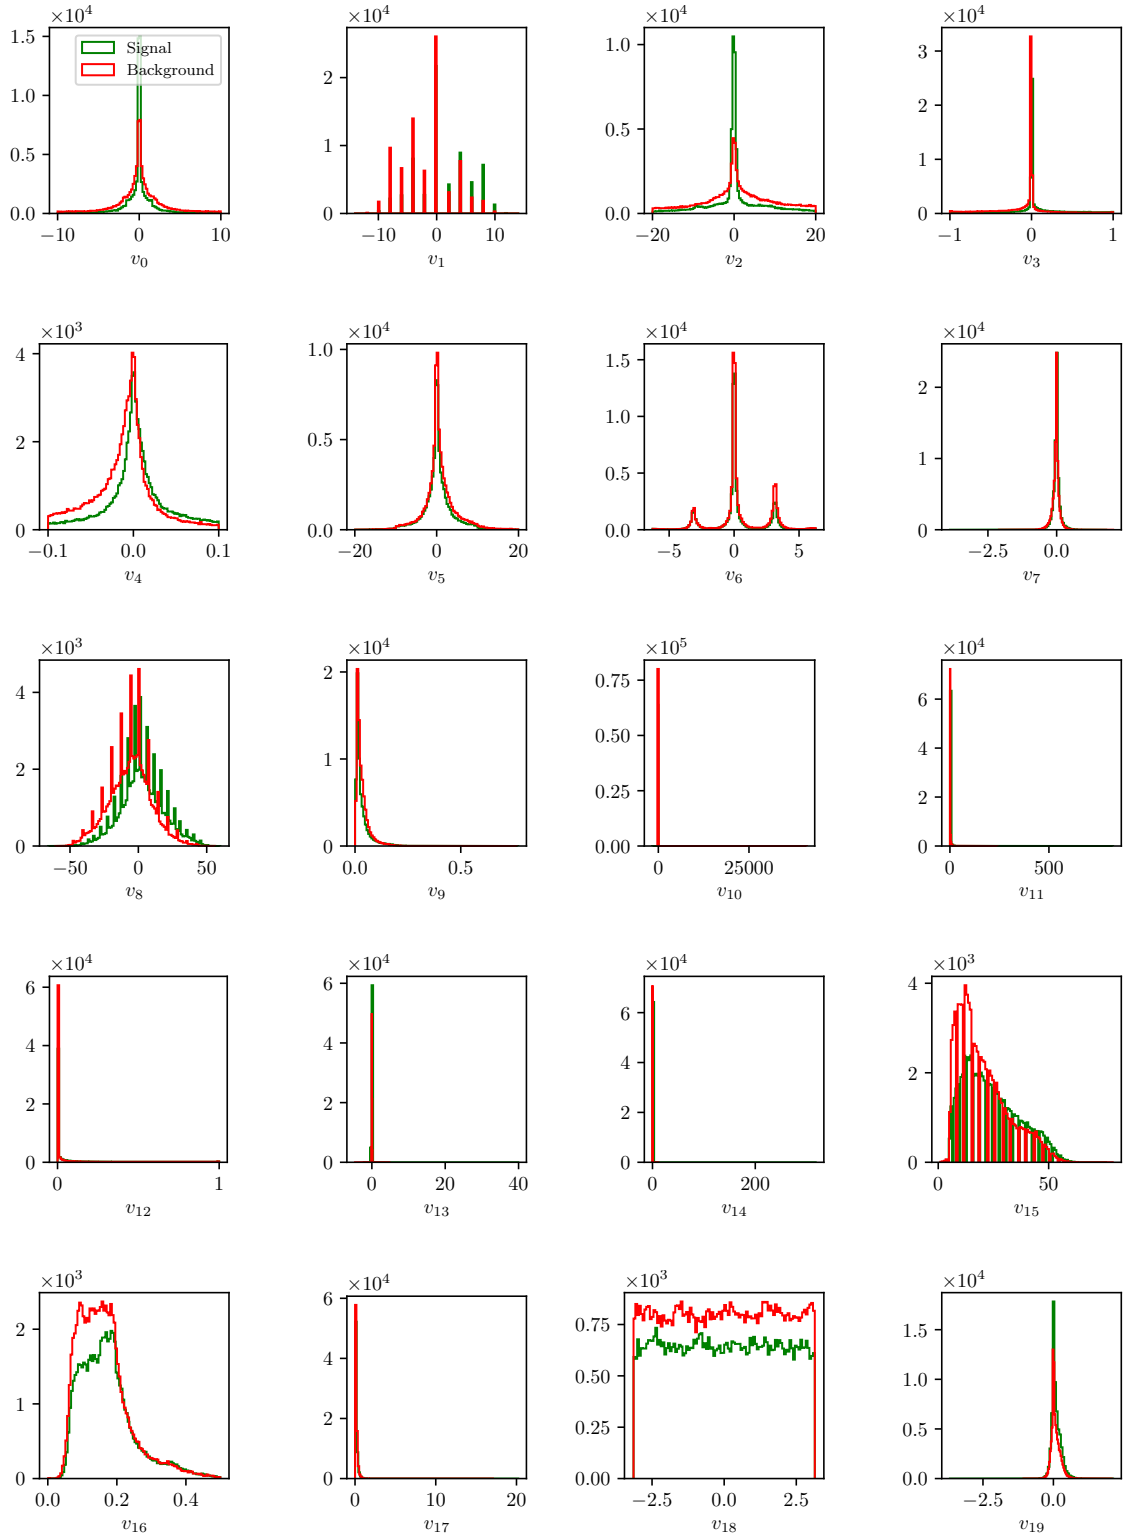 ×10⁴ ×10⁴ ×10⁴ ×10⁴
Signal
Background
1.5 1.0 0.5 0.0
2 1 0
1.0 0.5 0.0
3 2 1 0
−10 0 10 −10 0 10 −20 0 20 −1 0 1
v₀ v₁ v₂ v₃
×10³ ×10⁴ ×10⁴ ×10⁴
4 2 0
1.0 0.5 0.0
1.5 1.0 0.5 0.0
2 1 0
−0.1 0.0 0.1 −20 0 20 −5 0 5 −2.5 0.0
v₄ v₅ v₆ v₇
×10³ ×10⁴ ×10⁵ ×10⁴
4 2 0
2 1 0
0.75 0.50 0.25 0.00
6 4 2 0
−50 0 50 0.0 0.5 0 25000 0 500
v₈ v₉ v₁₀ v₁₁
×10⁴ ×10⁴ ×10⁴ ×10³
6 4 2 0
6 4 2 0
6 4 2 0
4 2 0
0 1 0 20 40 0 200 0 50
v₁₂ v₁₃ v₁₄ v₁₅
×10³ ×10⁴ ×10³ ×10⁴
2 1 0
6 4 2 0
0.75 0.50 0.25 0.00
1.5 1.0 0.5 0.0
0.0 0.2 0.4 0 10 20 −2.5 0.0 2.5 −2.5 0.0
v₁₆ v₁₇ v₁₈ v₁₉